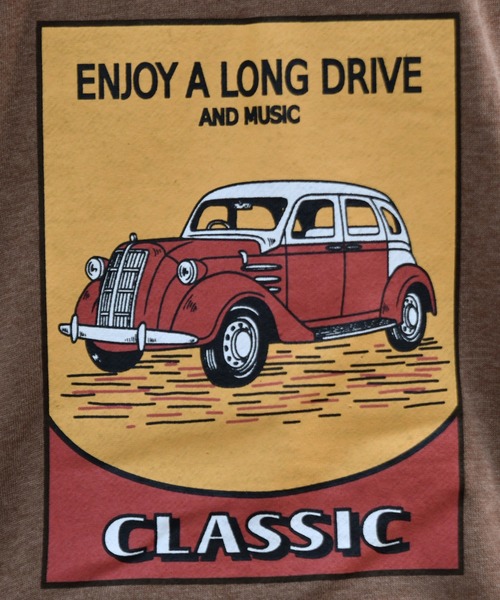 ENJOY A LONG DRIVE
AND MUSIC
CLASSIC